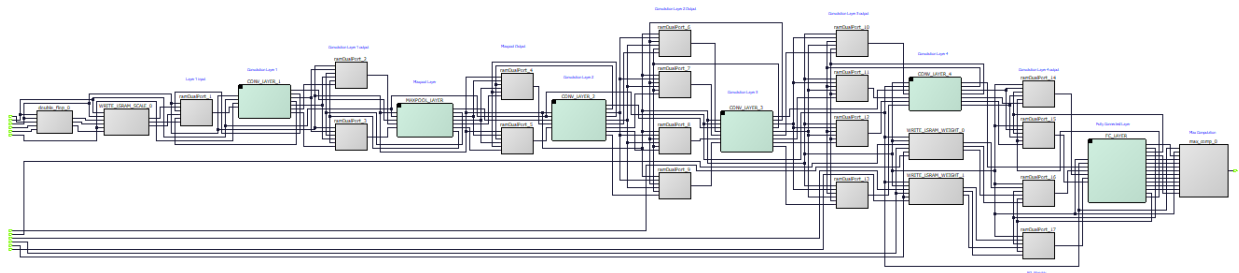 Convolution Layer 2 Output
Convolution Layer 3 output
Convolution Layer 1 output
Maxpool Output
Layer 1 input
Convolution Layer 1
Maxpool Layer
Convolution Layer 2
Convolution Layer 3
Convolution Layer 4
Convolution Layer 4 output
Fully Connected Layer
Max Computation
double_flop_0
WRITE_LSRAM_SCALE_0
ramDualPort_1
CONV_LAYER_1
ramDualPort_2
ramDualPort_3
MAXPOOL_LAYER
ramDualPort_4
ramDualPort_5
CONV_LAYER_2
ramDualPort_6
ramDualPort_7
ramDualPort_8
ramDualPort_9
CONV_LAYER_3
ramDualPort_10
ramDualPort_11
ramDualPort_12
ramDualPort_13
CONV_LAYER_4
WRITE_LSRAM_WEIGHT_0
WRITE_LSRAM_WEIGHT_1
ramDualPort_14
ramDualPort_15
ramDualPort_16
ramDualPort_17
FC_LAYER
max_comp_0